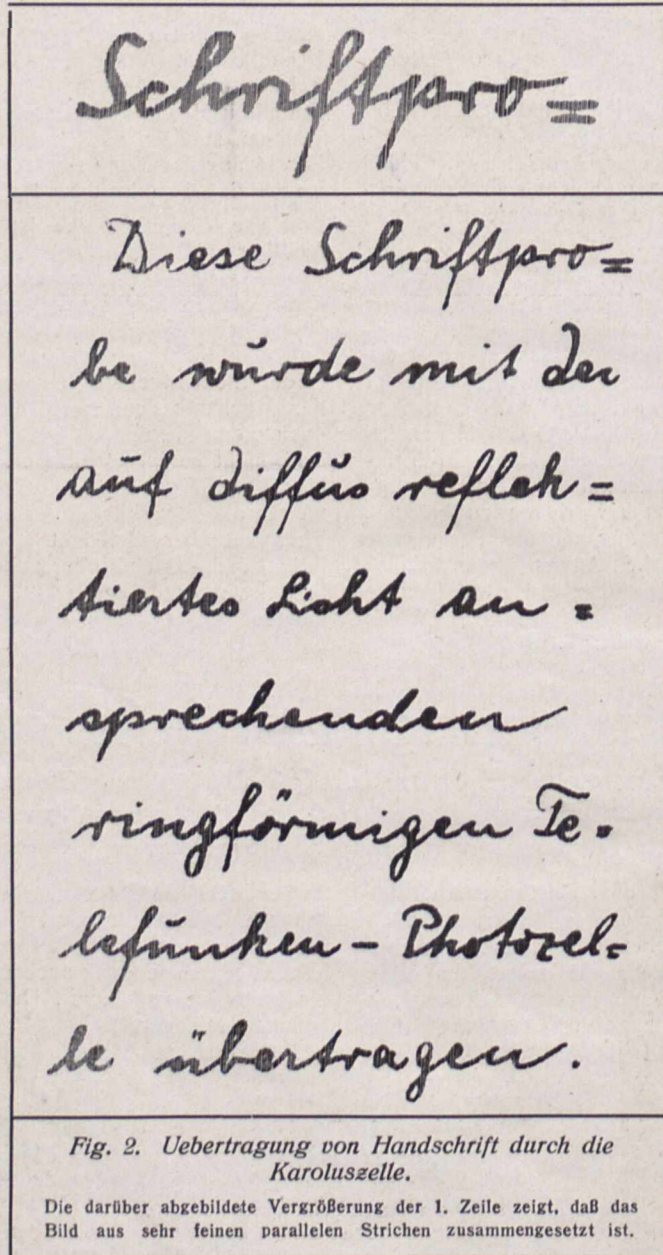 Schriftpro=
Diese Schriftpro=
be wurde mit der
auf diffus reflek=
tiertes Licht an=
sprechenden
ringförmigen Te-
lefunken - Photozel-
le übertragen.
Fig. 2. Uebertragung von Handschrift durch die
Karoluszelle.
Die darüber abgebildete Vergrößerung der 1. Zeile zeigt, daß das
Bild aus sehr feinen parallelen Strichen zusammengesetzt ist.